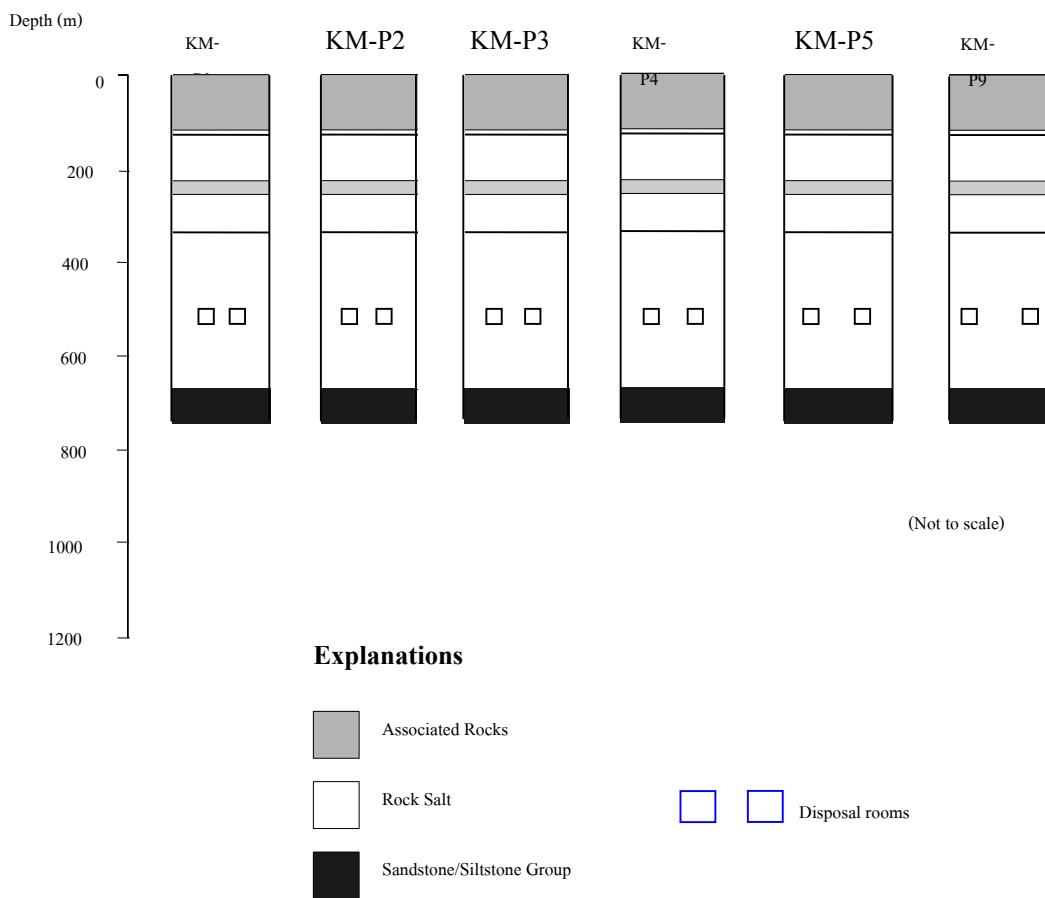 Depth (m)
KM-
KM-P2
KM-P3
KM-
P4
KM-P5
KM-
P9
0
200
400
600
800
1000
1200
(Not to scale)
Explanations
Associated Rocks
Rock Salt
Disposal rooms
Sandstone/Siltstone Group